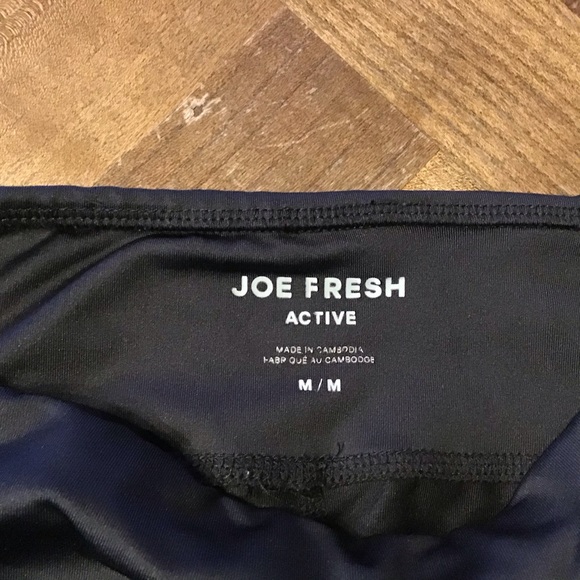 JOE FRESH
ACTIVE
MADE IN CAMBODIA
FABRIQUÉ AU CAMBODGE
M / M